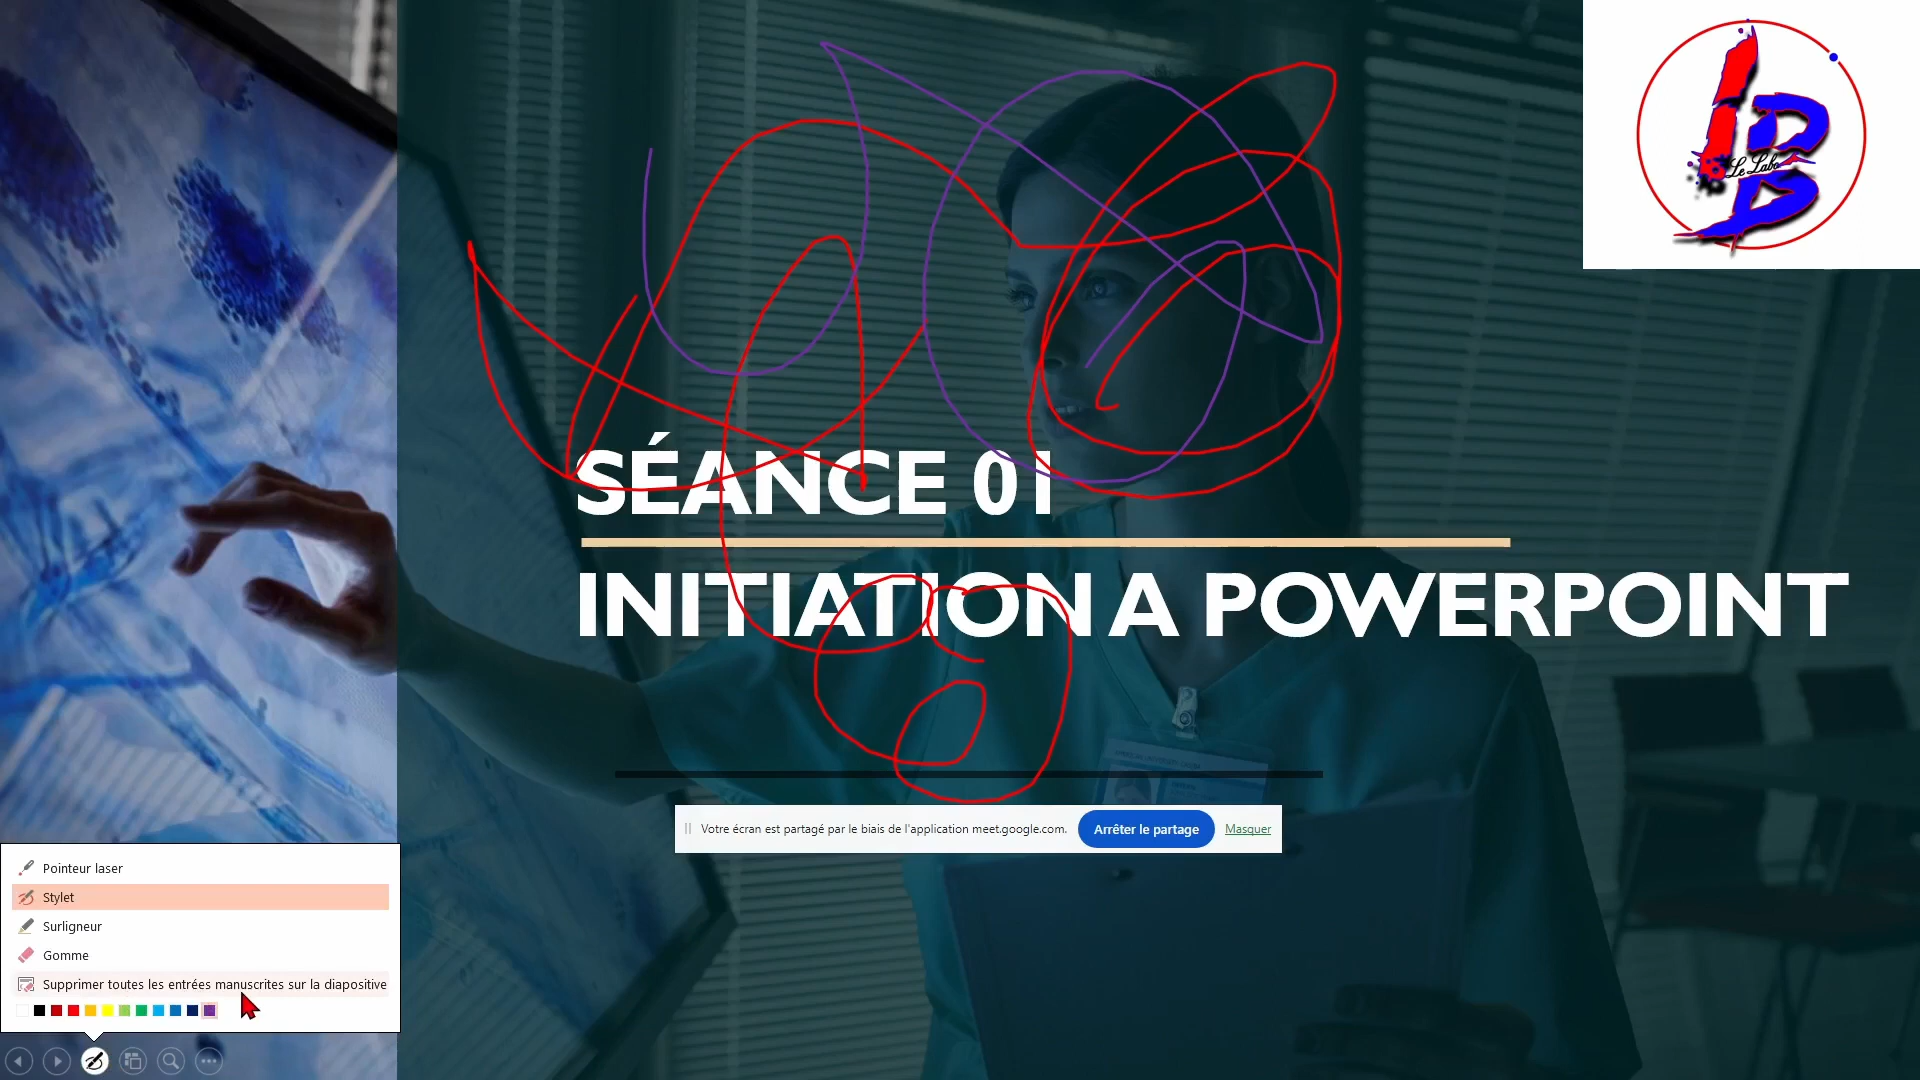 Le Labo
SÉANCE 01
INITIATION A POWERPOINT
Votre écran est partagé par le biais de l'application meet.google.com.
Arrêter le partage
Masquer
Pointeur laser
Stylet
Surligneur
Gomme
Supprimer toutes les entrées manuscrites sur la diapositive